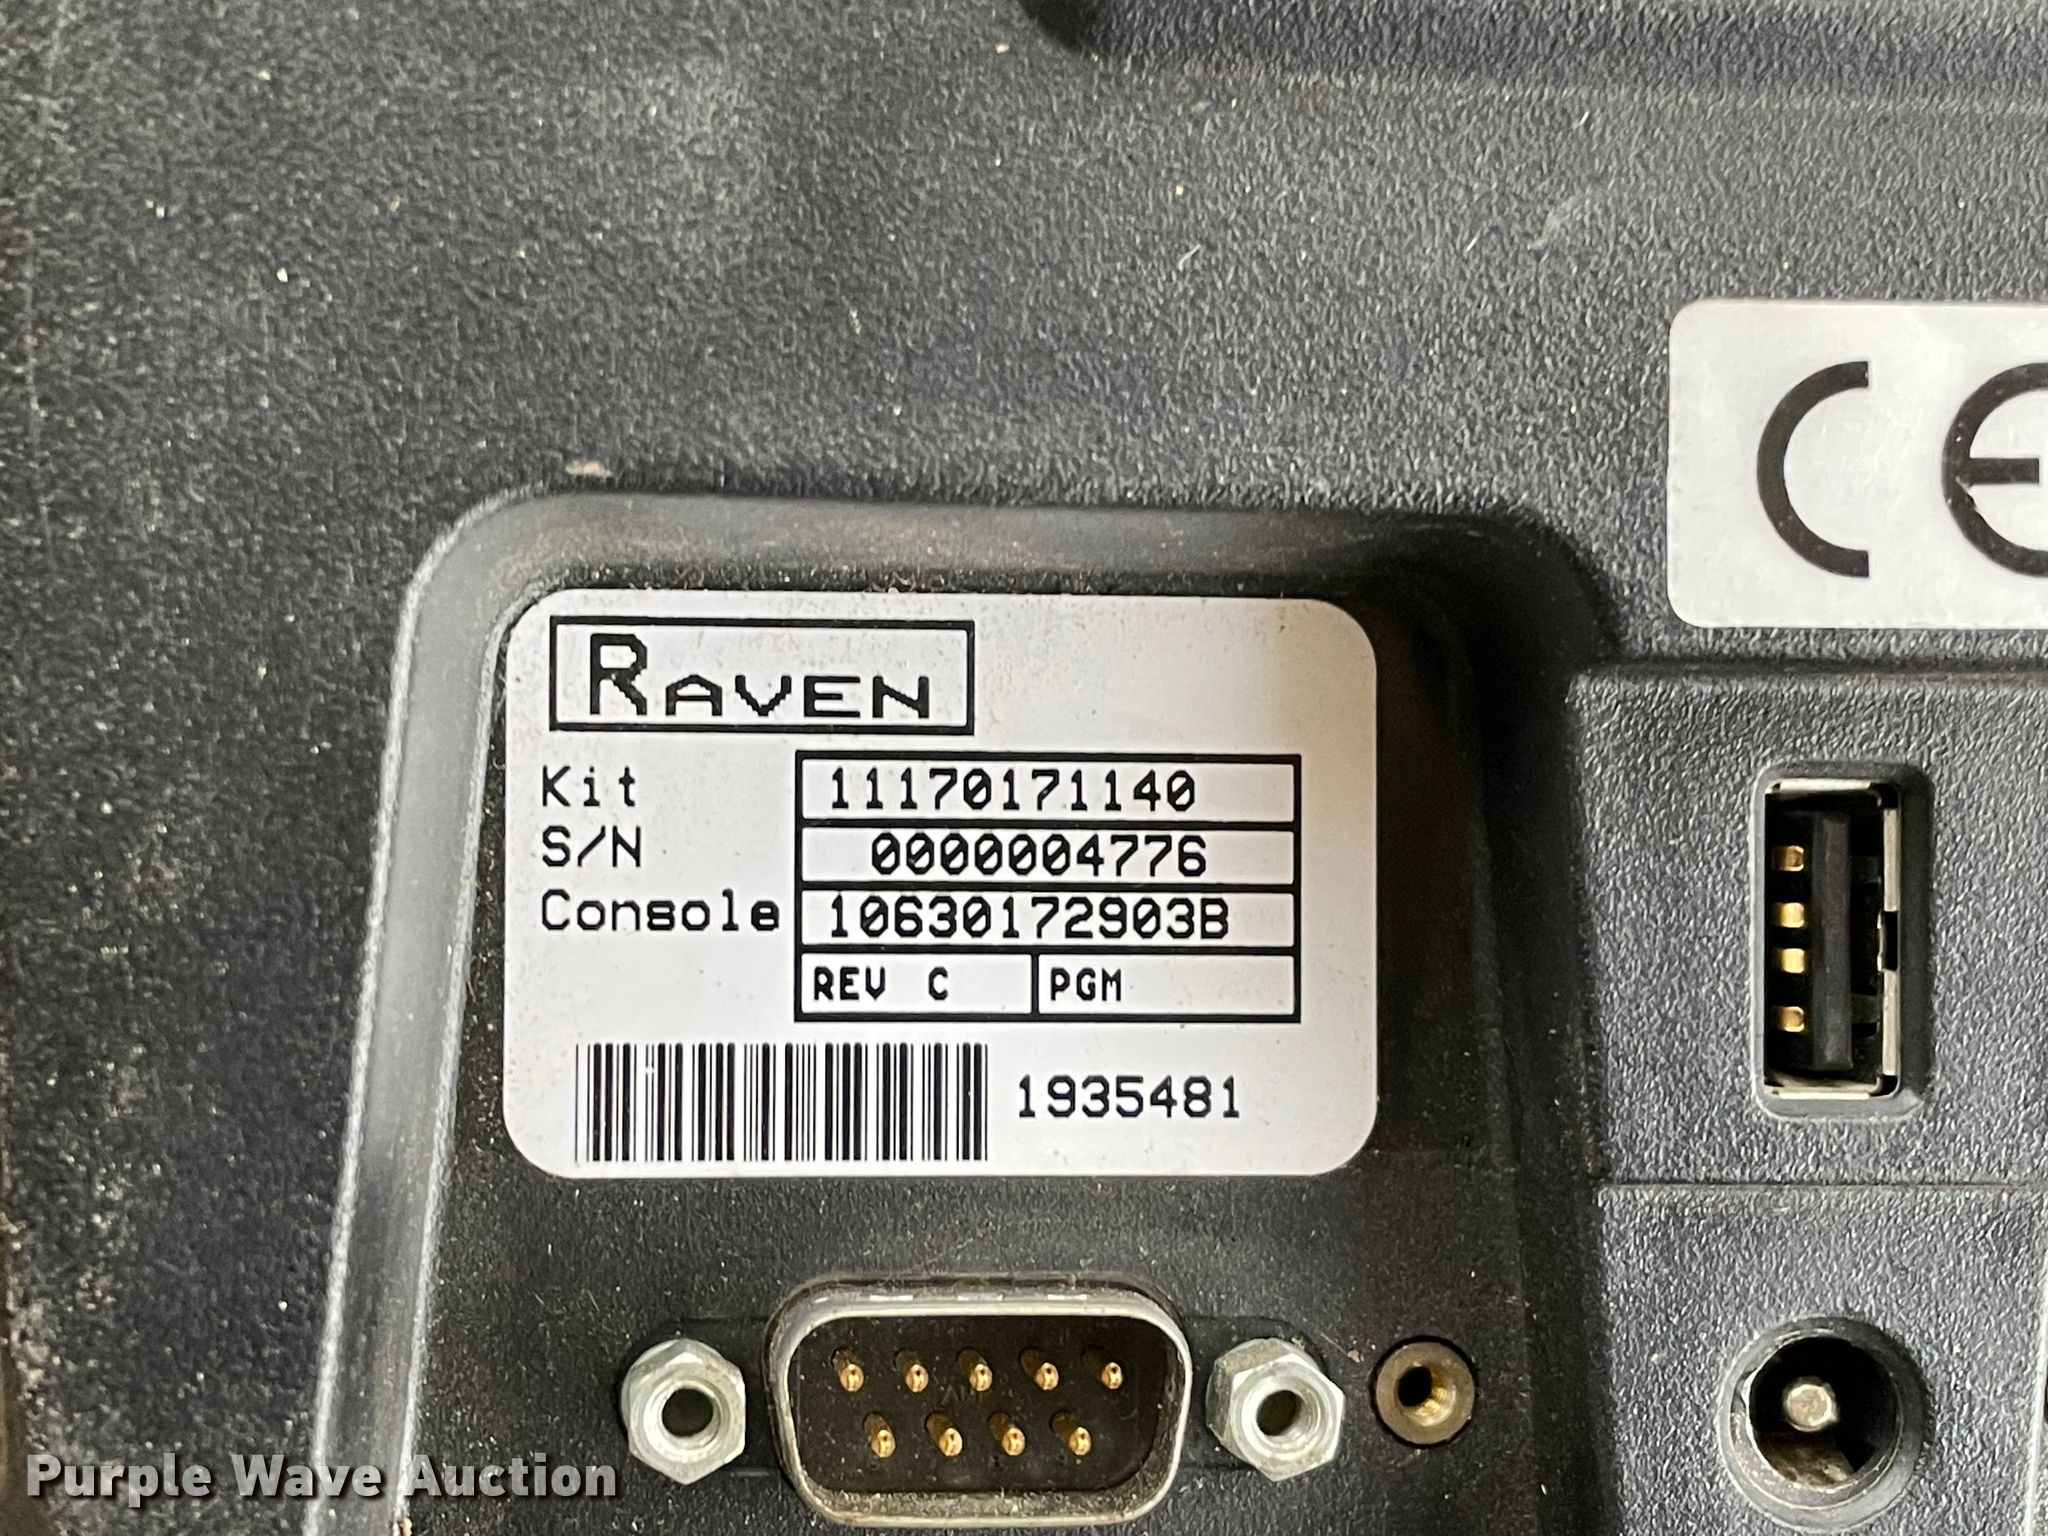 CE
RAVEN
Kit 11170171140
S/N 0000004776
Console 10630172903B
REV C PGM
1935481
Purple Wave Auction